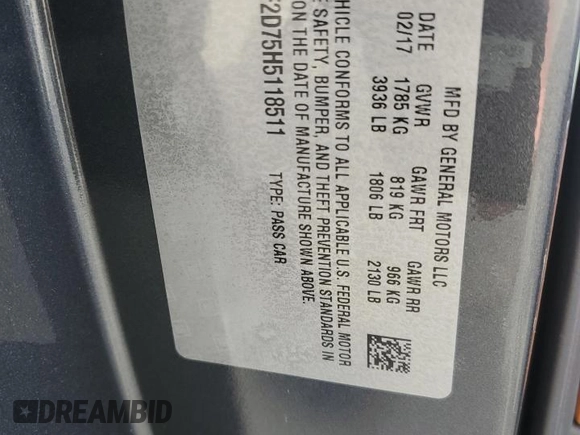 MFD BY GENERAL MOTORS LLC
DATE GVWR GAWR FRT GAWR RR
02/17 1785 KG 819 KG 966 KG
3936 LB 1806 LB 2130 LB
VEHICLE CONFORMS TO ALL APPLICABLE U.S. FEDERAL MOTOR
SAFETY, BUMPER, AND THEFT PREVENTION STANDARDS IN
ON THE DATE OF MANUFACTURE SHOWN ABOVE.
2D75H5118511 TYPE: PASS CAR
DREAMBID